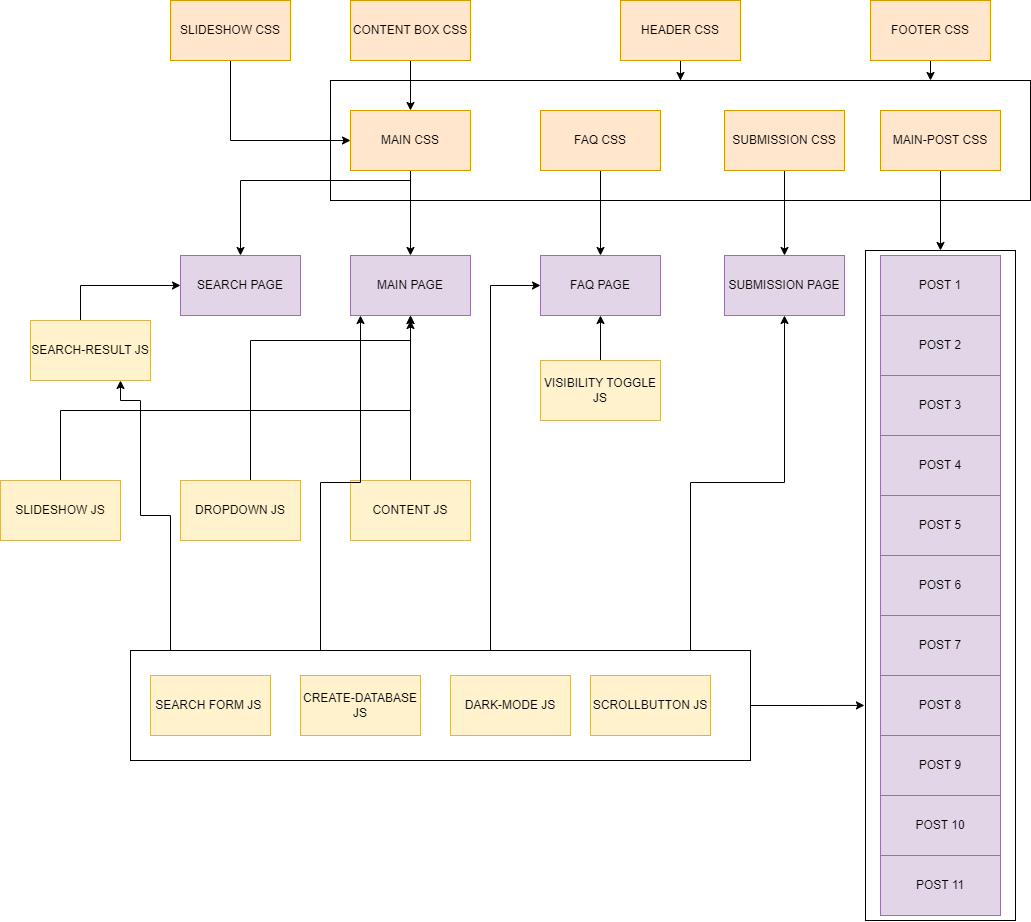 SLIDESHOW CSS
CONTENT BOX CSS
HEADER CSS
FOOTER CSS
MAIN CSS
FAQ CSS
SUBMISSION CSS
MAIN-POST CSS
SEARCH PAGE
MAIN PAGE
FAQ PAGE
SUBMISSION PAGE
POST 1
SEARCH-RESULT JS
POST 2
VISIBILITY TOGGLE
JS
POST 3
POST 4
SLIDESHOW JS
DROPDOWN JS
CONTENT JS
POST 5
POST 6
POST 7
SEARCH FORM JS
CREATE-DATABASE
JS
DARK-MODE JS
SCROLLBUTTON JS
POST 8
POST 9
POST 10
POST 11